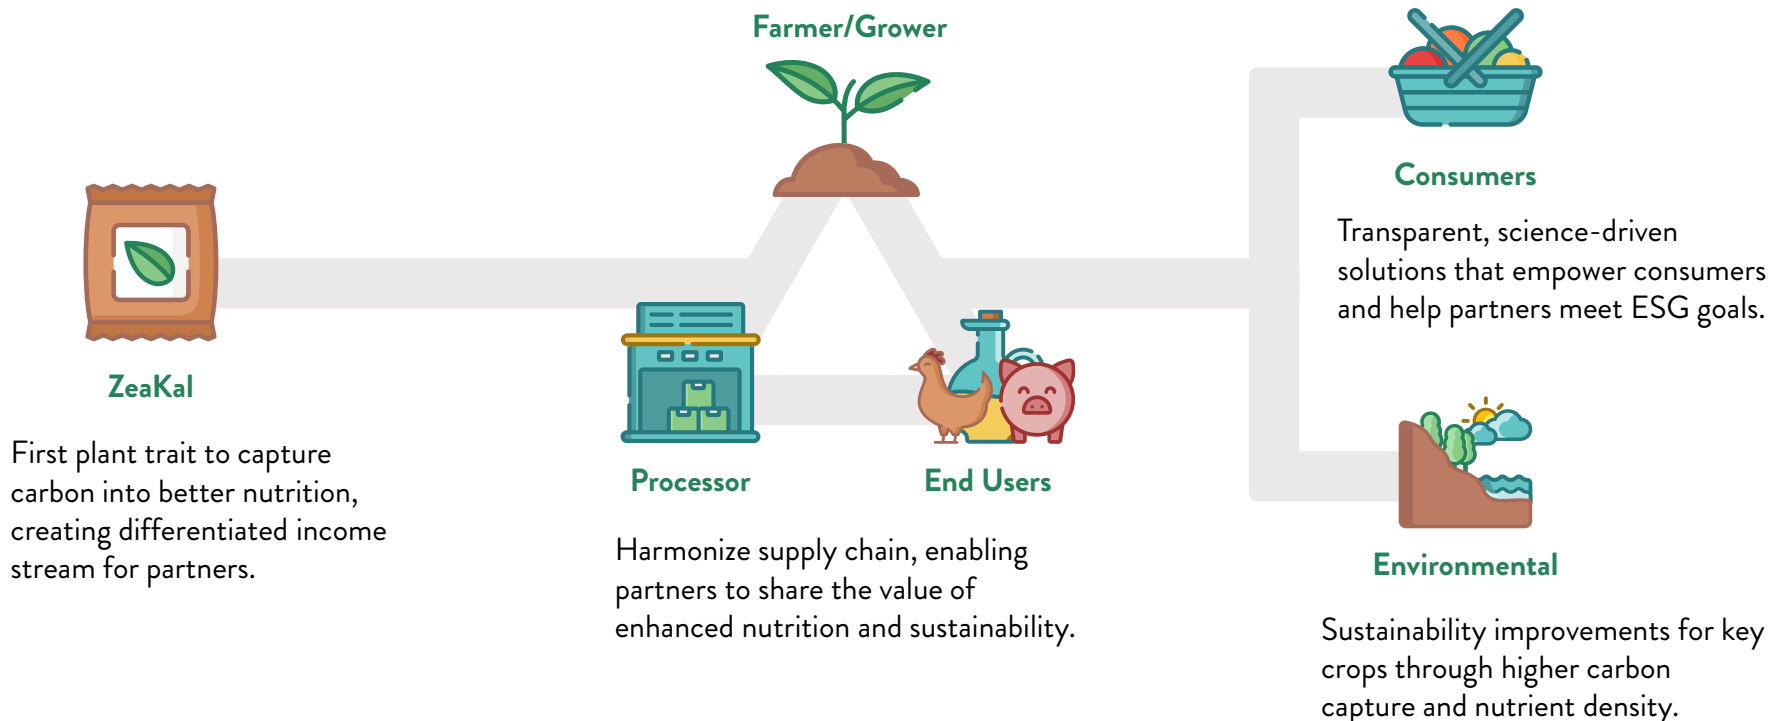 Farmer/Grower
ZeaKal
First plant trait to capture
carbon into better nutrition,
creating differentiated income
stream for partners.
Processor
End Users
Harmonize supply chain, enabling
partners to share the value of
enhanced nutrition and sustainability.
Consumers
Transparent, science-driven
solutions that empower consumers
and help partners meet ESG goals.
Environmental
Sustainability improvements for key
crops through higher carbon
capture and nutrient density.